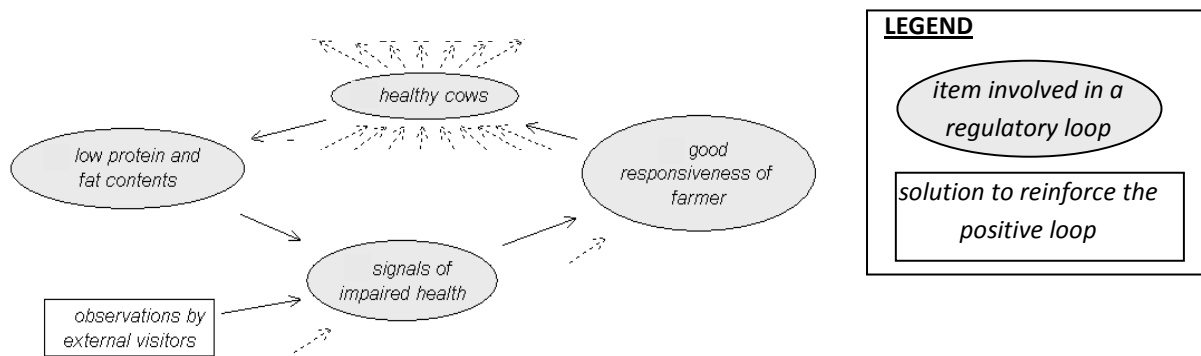 healthy cows
low protein and
fat contents
good
responsiveness of
farmer
signals of
impaired health
observations by
external visitors
LEGEND
item involved in a
regulatory loop
solution to reinforce the
positive loop